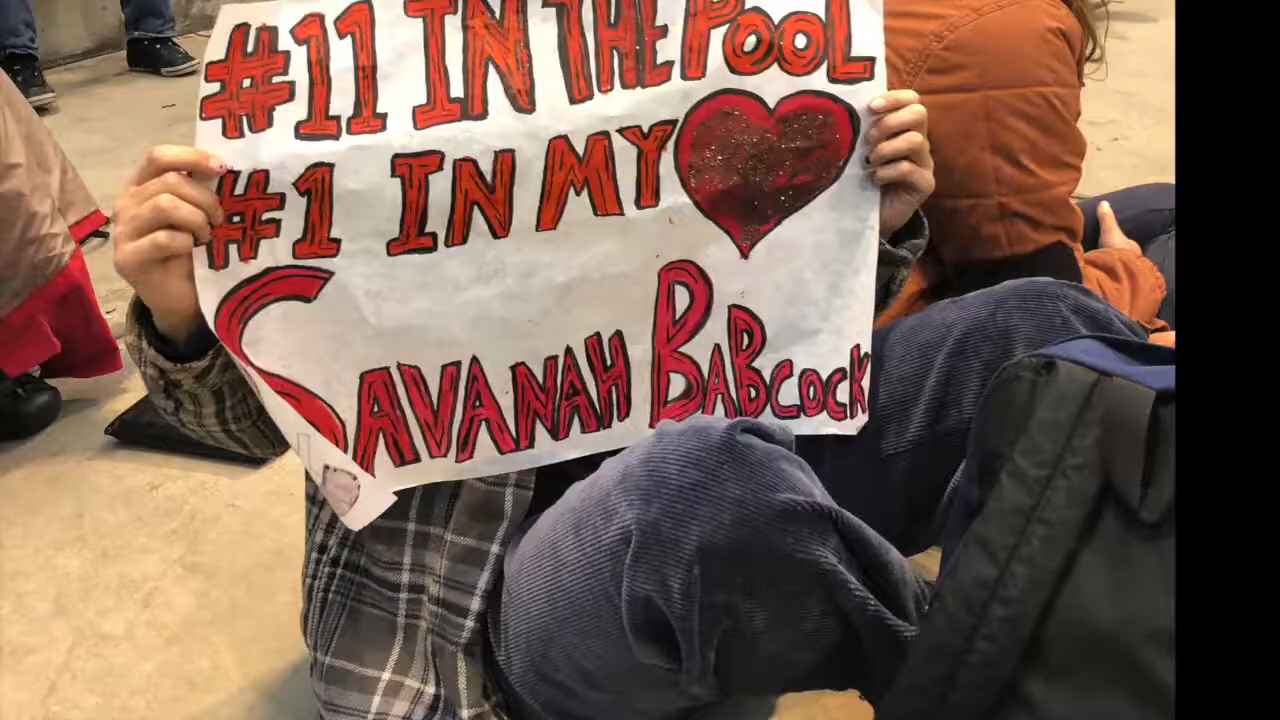 #11 IN THE POOL
#1 IN MY
SAVANAH BABCOCK